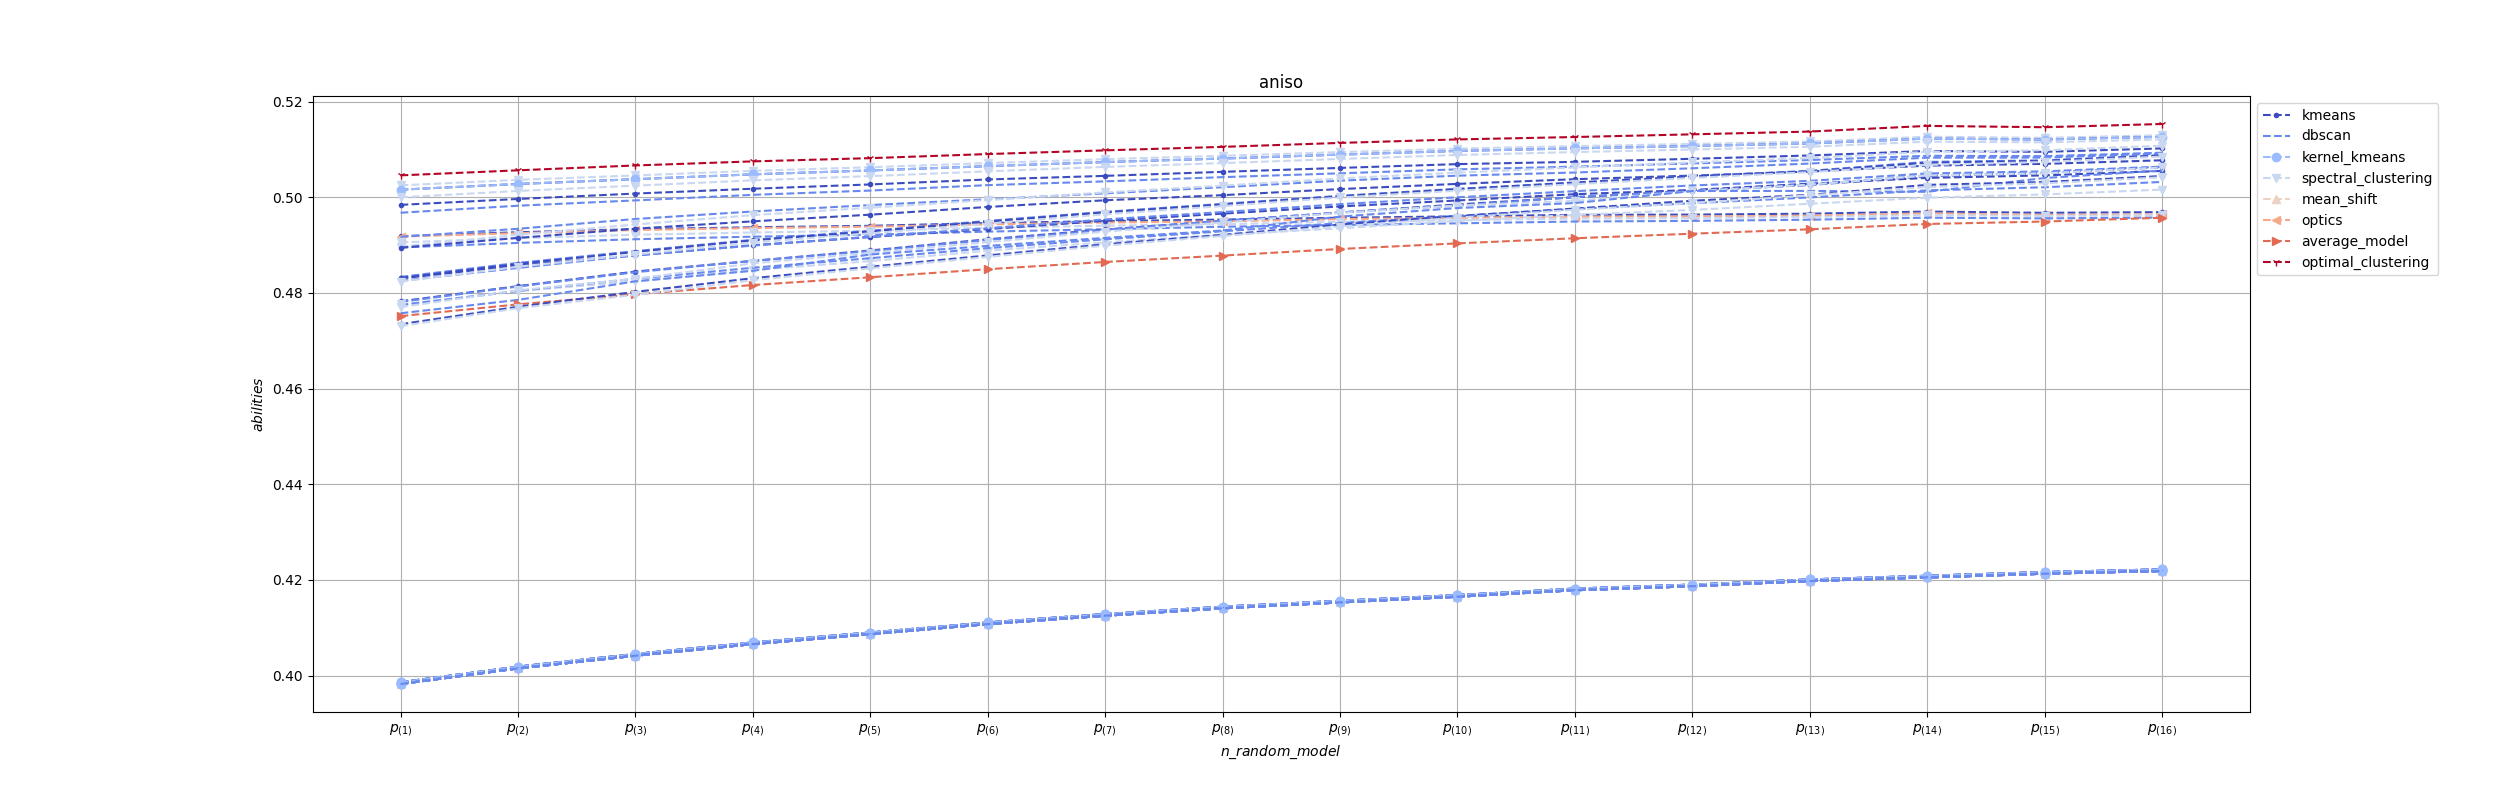 aniso
0.52
0.50
0.48
0.46
0.44
0.42
0.40
abilities
p(1) p(2) p(3) p(4) p(5) p(6) p(7) p(8) p(9) p(10) p(11) p(12) p(13) p(14) p(15) p(16)
n_random_model
kmeans
dbscan
kernel_kmeans
spectral_clustering
mean_shift
optics
average_model
optimal_clustering